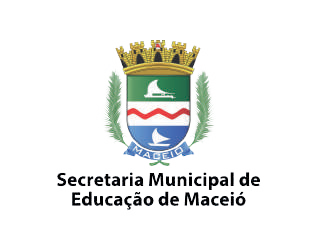 MACEIÓ
Secretaria Municipal de
Educação de Maceió